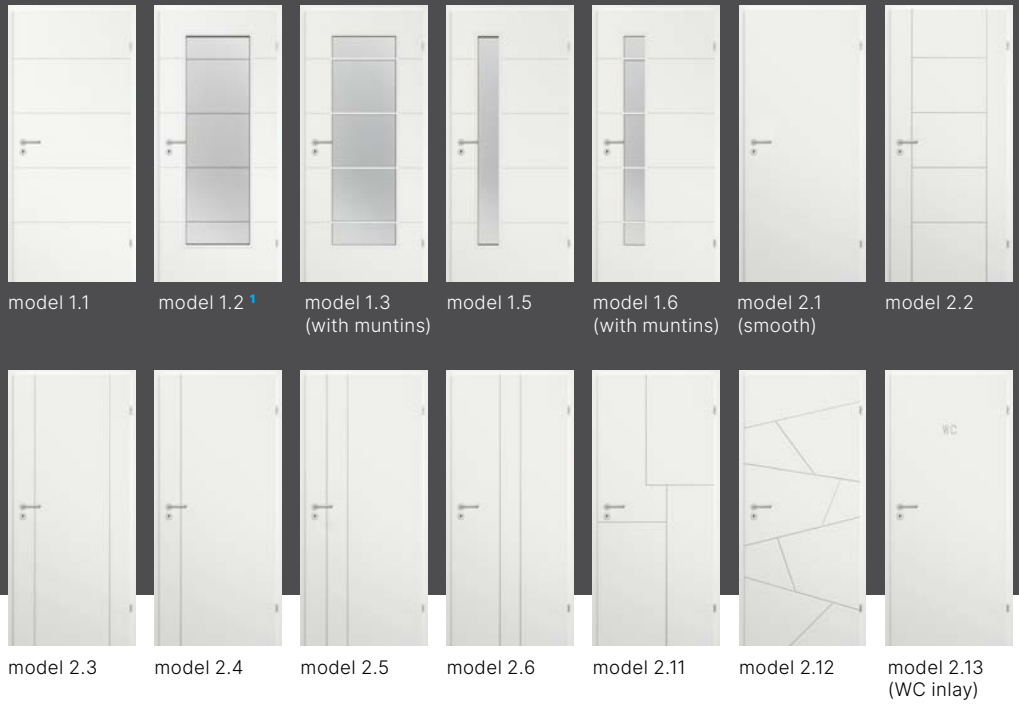 model 1.1
model 1.2 ¹
model 1.3
(with muntins)
model 1.5
model 1.6
(with muntins)
model 2.1
(smooth)
model 2.2
WC
model 2.3
model 2.4
model 2.5
model 2.6
model 2.11
model 2.12
model 2.13
(WC inlay)